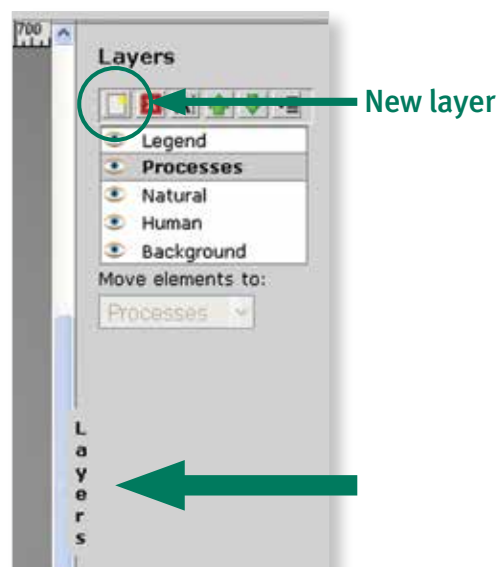 700
Layers
New layer
Legend
Processes
Natural
Human
Background
Move elements to:
Processes
L
a
y
e
r
s